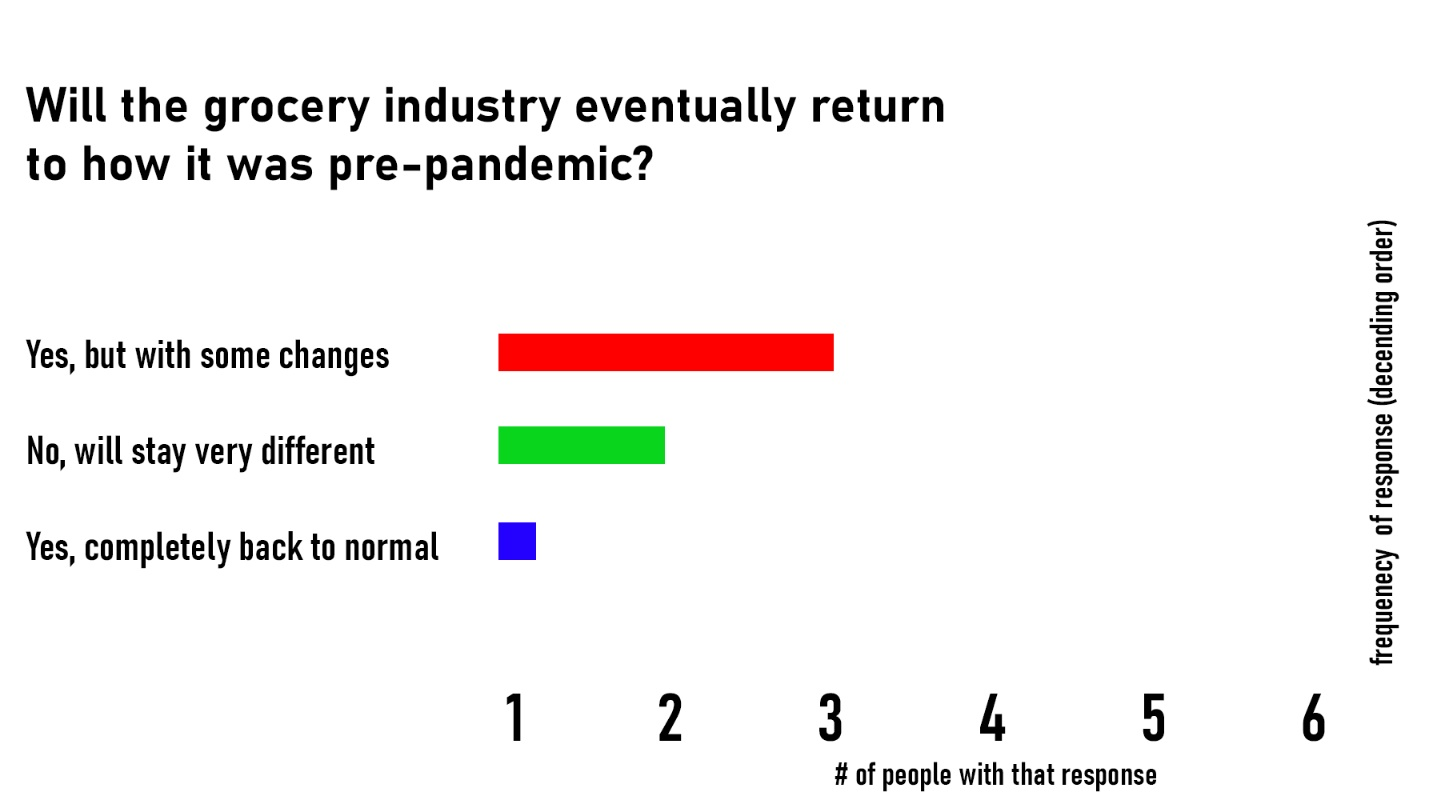 Will the grocery industry eventually return
to how it was pre-pandemic?
Yes, but with some changes
No, will stay very different
Yes, completely back to normal
frequenecy of response (decending order)
1 2 3 4 5 6
# of people with that response